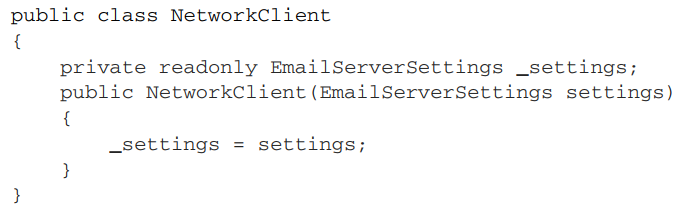 public class NetworkClient
{
    private readonly EmailServerSettings _settings;
    public NetworkClient(EmailServerSettings settings)
    {
        _settings = settings;
    }
}